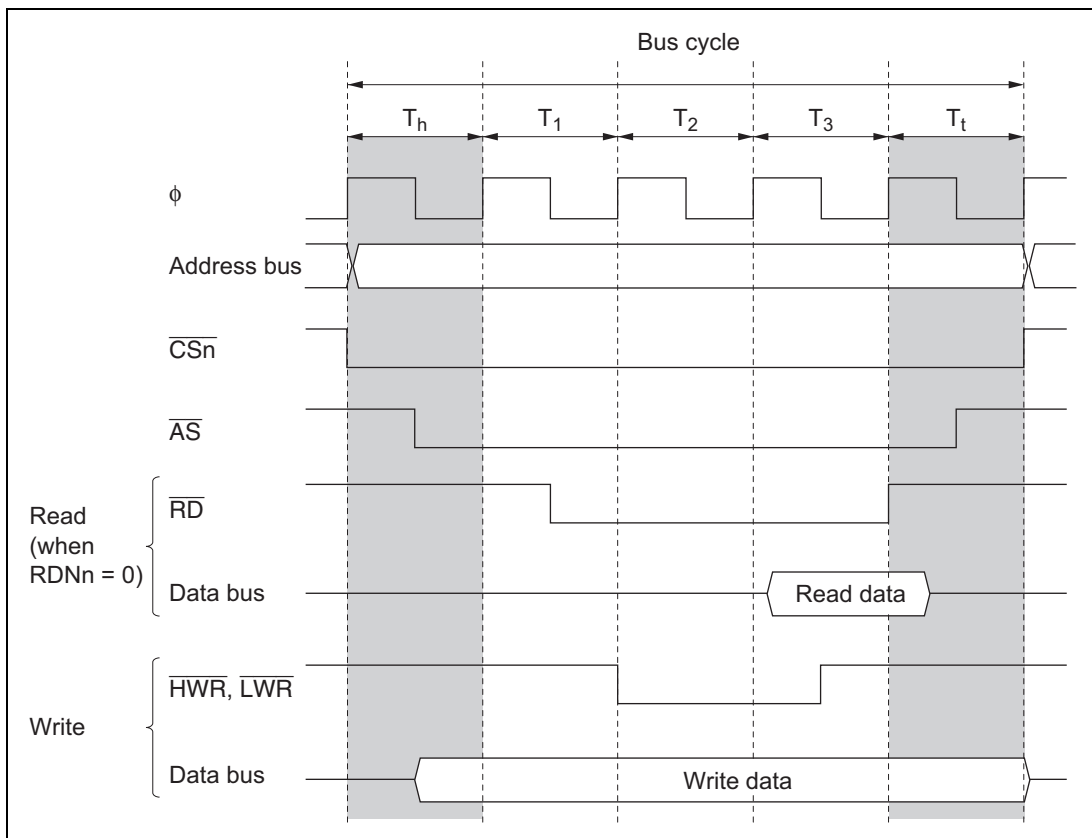 Bus cycle
Th T1 T2 T3 Tt
ϕ
Address bus
CSn
AS
Read
(when
RDNn = 0)
RD
Data bus
Read data
Write
HWR, LWR
Data bus
Write data